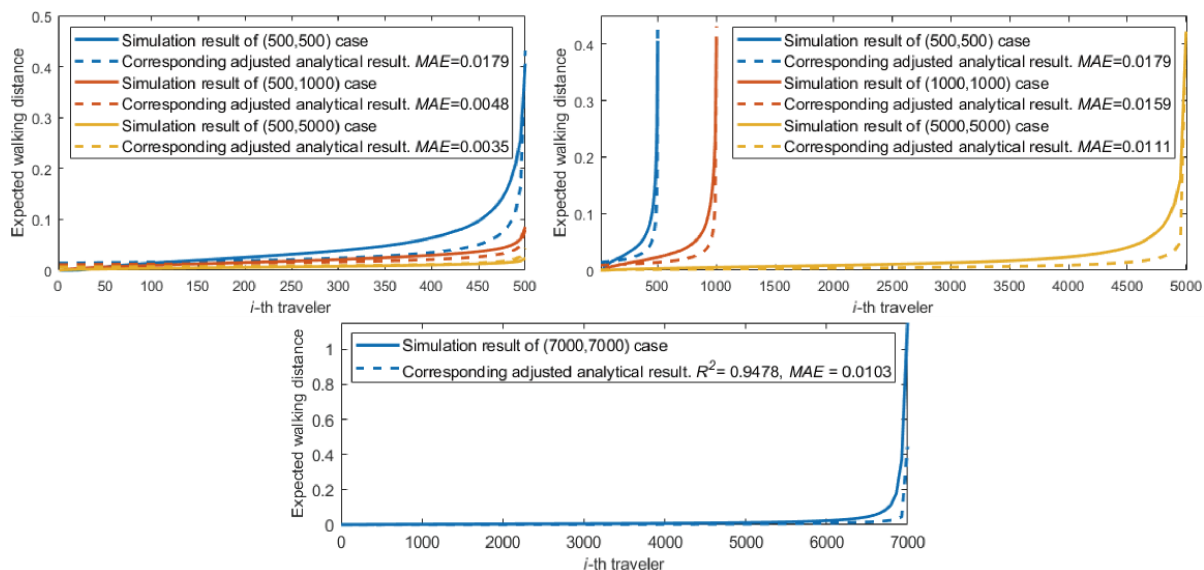 Expected walking distance
0.5
0.4
0.3
0.2
0.1
0
Simulation result of (500,500) case
Corresponding adjusted analytical result. MAE=0.0179
Simulation result of (500,1000) case
Corresponding adjusted analytical result. MAE=0.0048
Simulation result of (500,5000) case
Corresponding adjusted analytical result. MAE=0.0035
0 50 100 150 200 250 300 350 400 450 500
i-th traveler
Expected walking distance
0.4
0.3
0.2
0.1
0
Simulation result of (500,500) case
Corresponding adjusted analytical result. MAE=0.0179
Simulation result of (1000,1000) case
Corresponding adjusted analytical result. MAE=0.0159
Simulation result of (5000,5000) case
Corresponding adjusted analytical result. MAE=0.0111
500 1000 1500 2000 2500 3000 3500 4000 4500 5000
i-th traveler
Expected walking distance
1
0.8
0.6
0.4
0.2
0
Simulation result of (7000,7000) case
Corresponding adjusted analytical result. R²= 0.9478, MAE = 0.0103
0 1000 2000 3000 4000 5000 6000 7000
i-th traveler